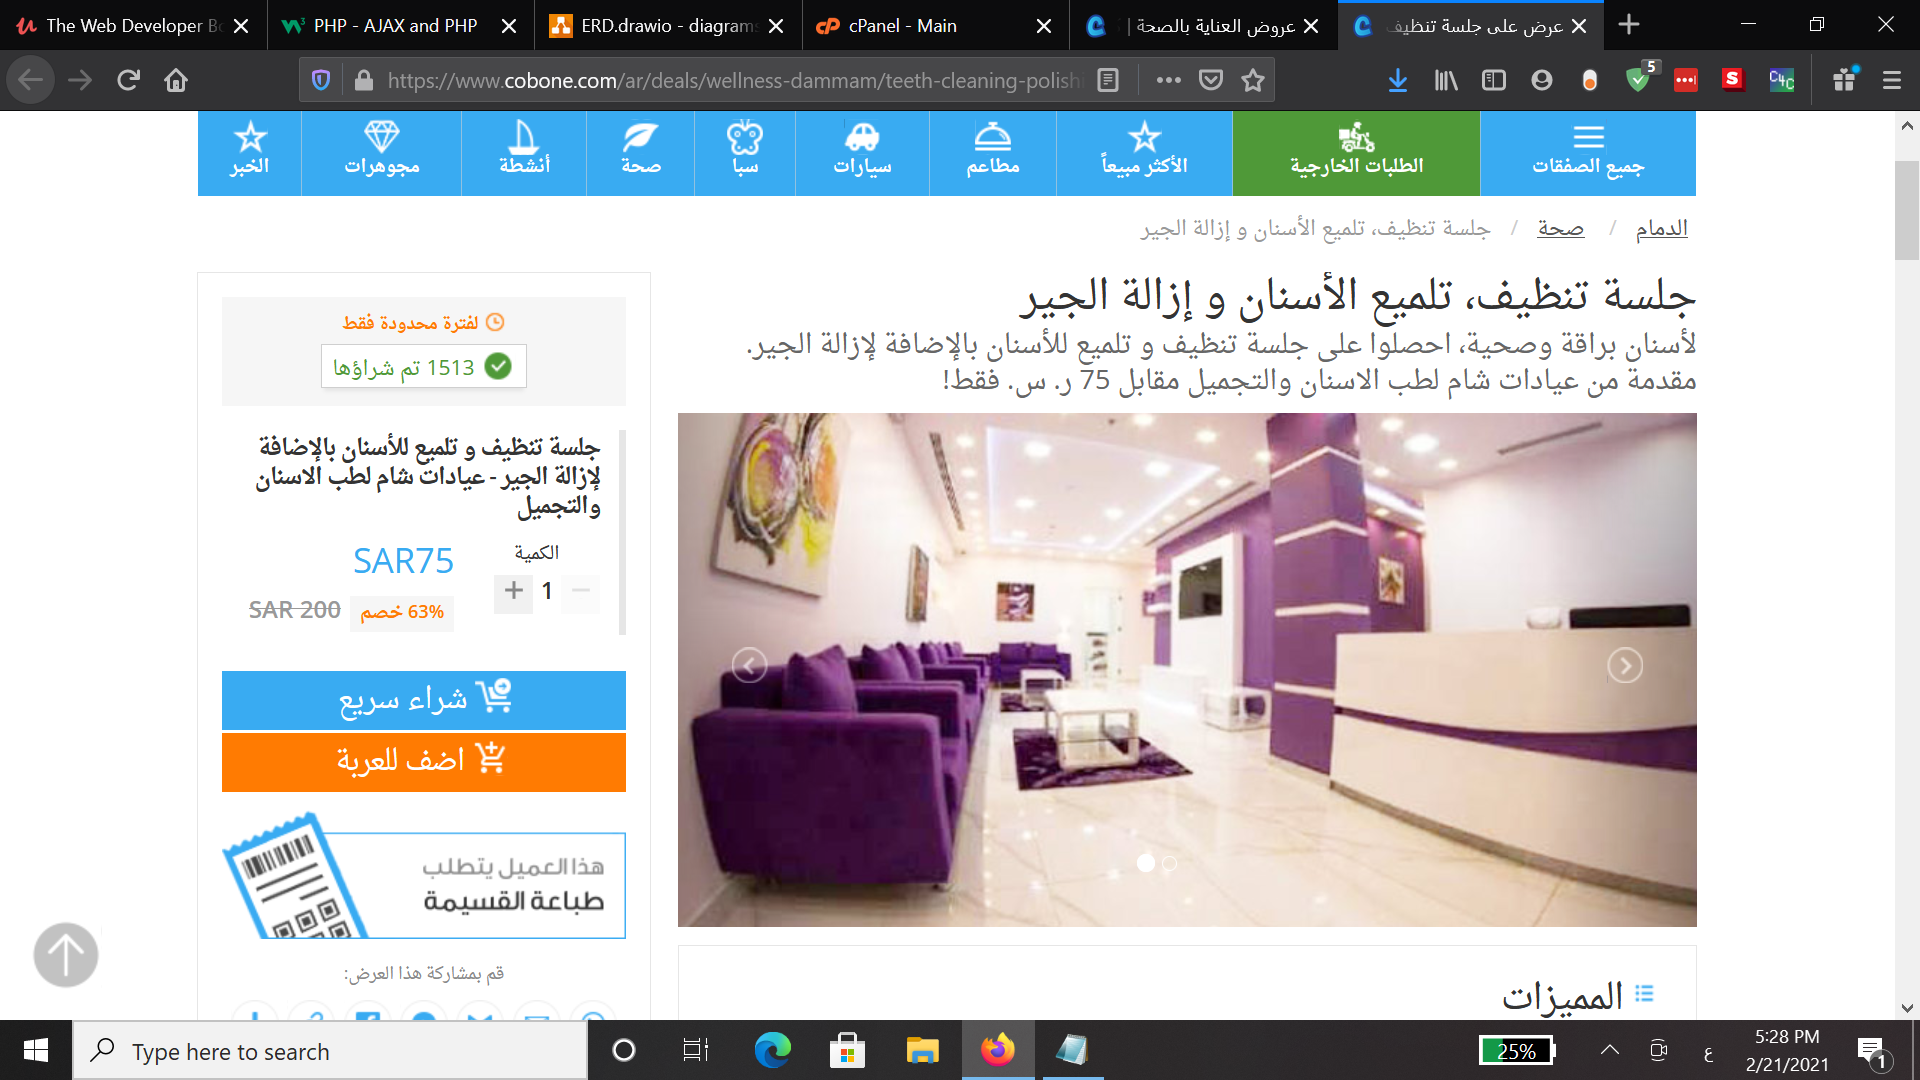 The Web Developer Bo
PHP - AJAX and PHP
ERD.drawio - diagrams
cPanel - Main
عروض العناية بالصحة |
عرض على جلسة تنظيف
https://www.cobone.com/ar/deals/wellness-dammam/teeth-cleaning-polishi
5
جميع الصفقات
الطلبات الخارجية
الأكثر مبيعاً
مطاعم
سيارات
سبا
صحة
أنشطة
مجوهرات
الخبر
الدمام / صحة / جلسة تنظيف، تلميع الأسنان و إزالة الجير
جلسة تنظيف، تلميع الأسنان و إزالة الجير
لأسنان براقة وصحية، احصلوا على جلسة تنظيف و تلميع للأسنان بالإضافة لإزالة الجير.
مقدمة من عيادات شام لطب الاسنان والتجميل مقابل 75 ر. س. فقط!
لفترة محدودة فقط
1513 تم شراؤها
جلسة تنظيف و تلميع للأسنان بالإضافة
لإزالة الجير - عيادات شام لطب الاسنان
والتجميل
الكمية
1
SAR75
63% خصم
SAR 200
شراء سريع
اضف للعربة
هذا العميل يتطلب
طباعة القسيمة
قم بمشاركة هذا العرض:
المميزات
Type here to search
25%
ع
5:28 PM
2/21/2021
1